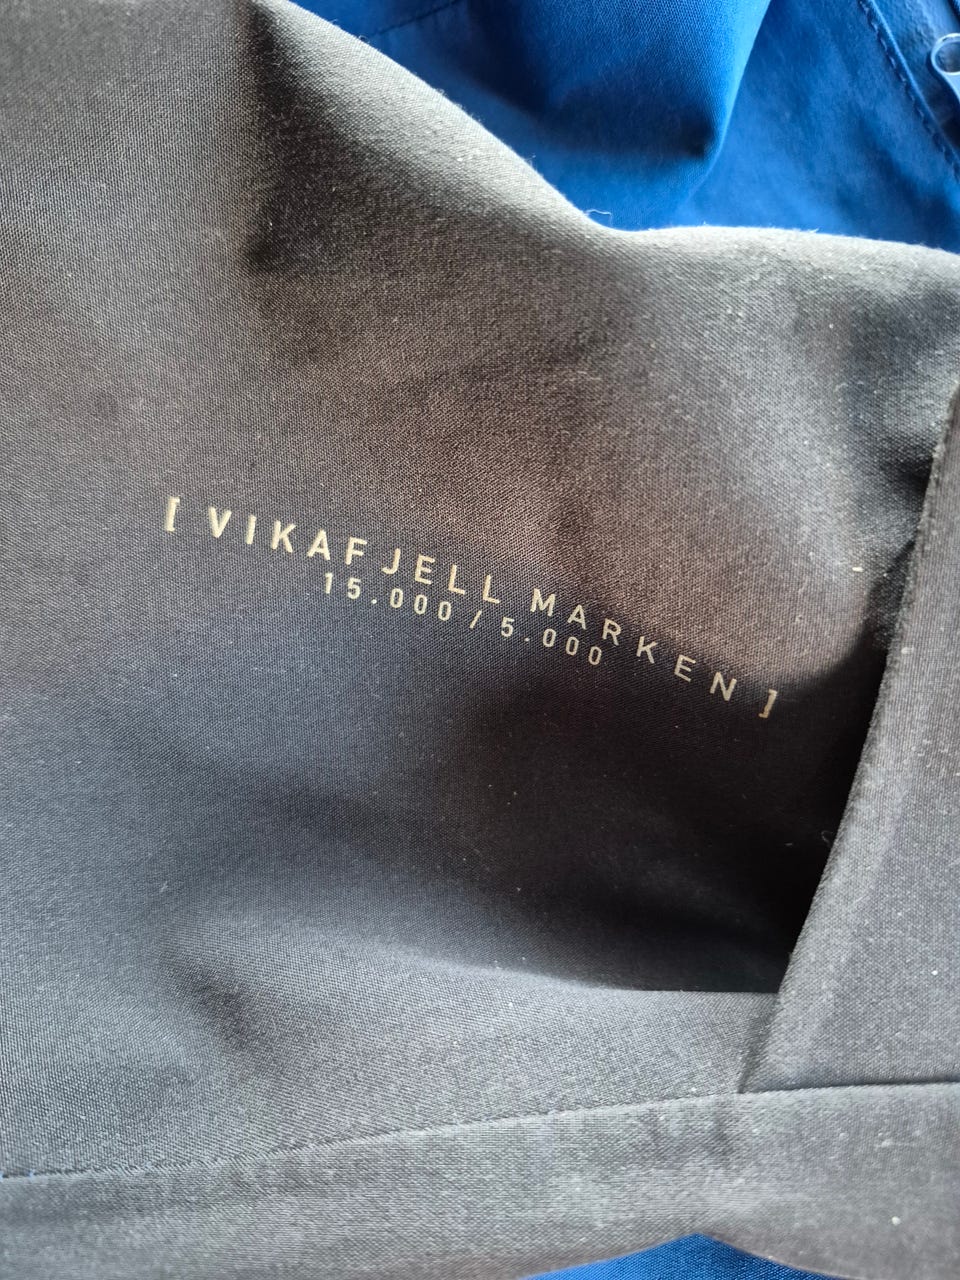 [ VIKAFJELL MARKEN ]
15.000 / 5.000